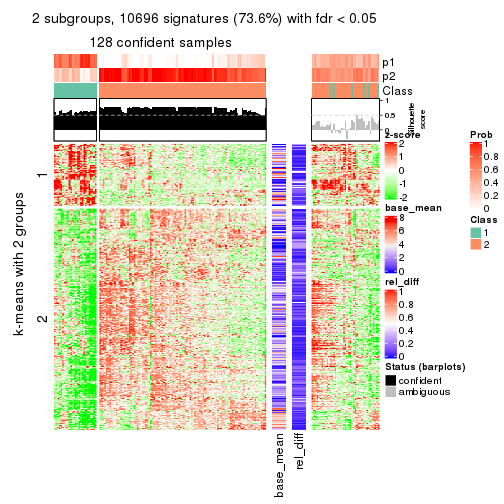 2 subgroups, 10696 signatures (73.6%) with fdr < 0.05
128 confident samples
p1
p2
Class
1
0.5
0
Silhouette
score
k-means with 2 groups
1
2
base_mean
rel_diff
z-score
2
1
0
-1
-2
base_mean
8
6
4
2
0
rel_diff
1
0.8
0.6
0.4
0.2
0
Status (barplots)
confident
ambiguous
Prob
1
0.8
0.6
0.4
0.2
0
Class
1
2